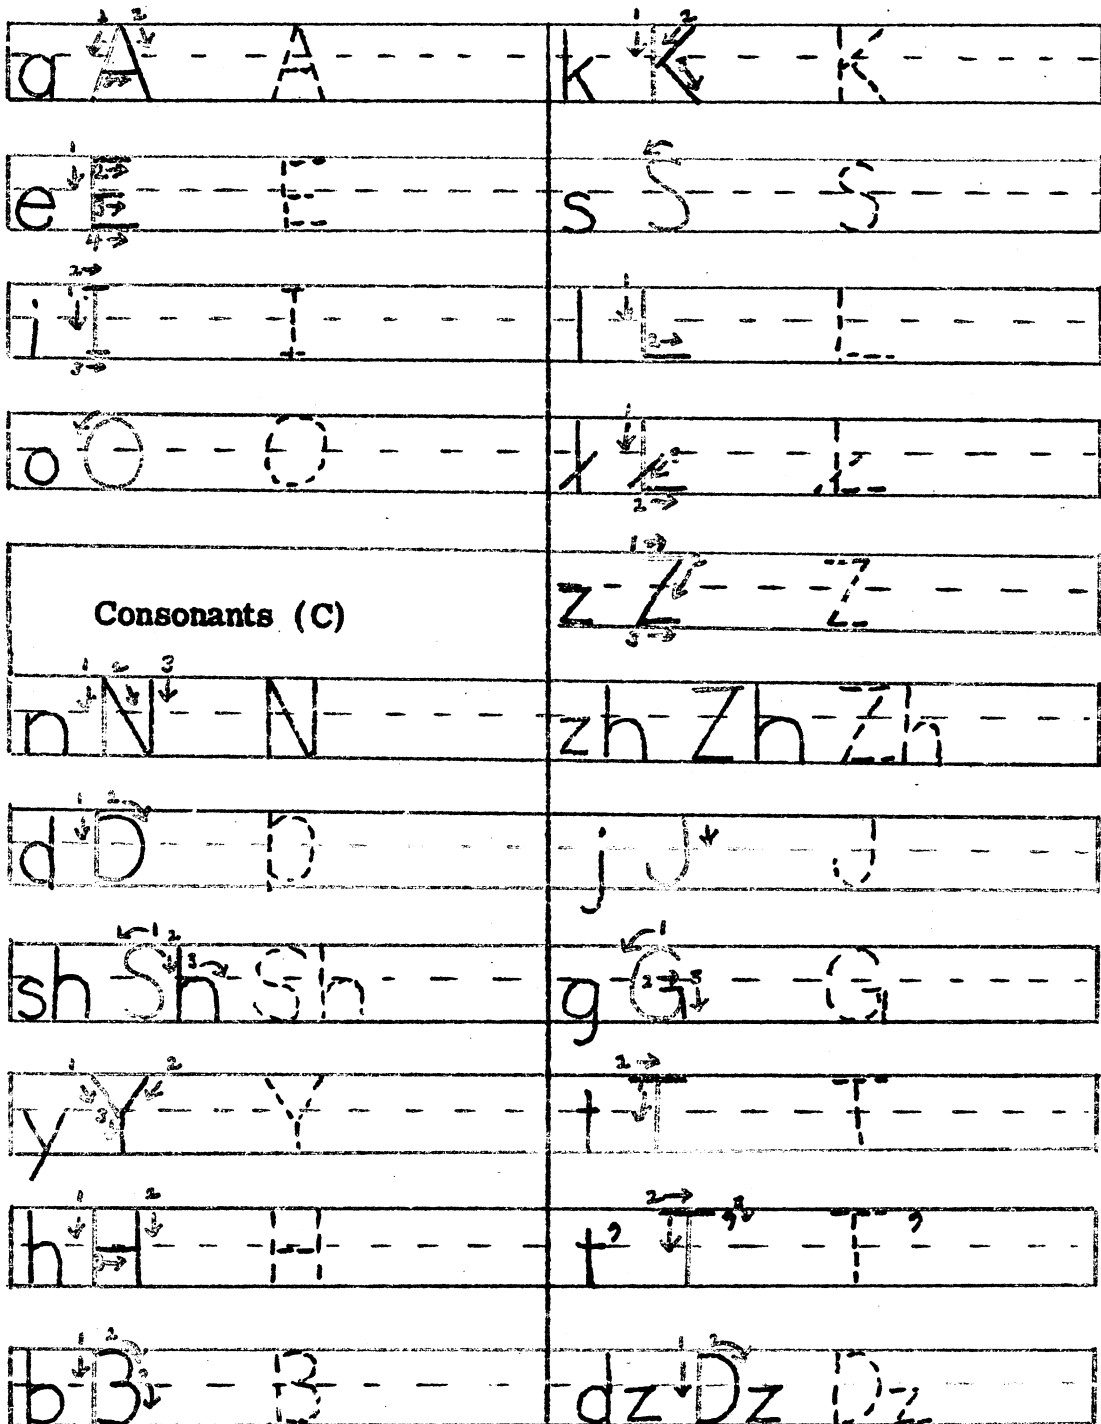 a A A
e E E
i I I
o O O
Consonants (C)
n N N
d D D
sh Sh Sh
y Y Y
h H H
b B B
k K K
s S S
l L L
ł Ł Ł
z Z Z
zh Zh Zh
j J J
g G G
t T T
t’ T’ T’
dz Dz Dz